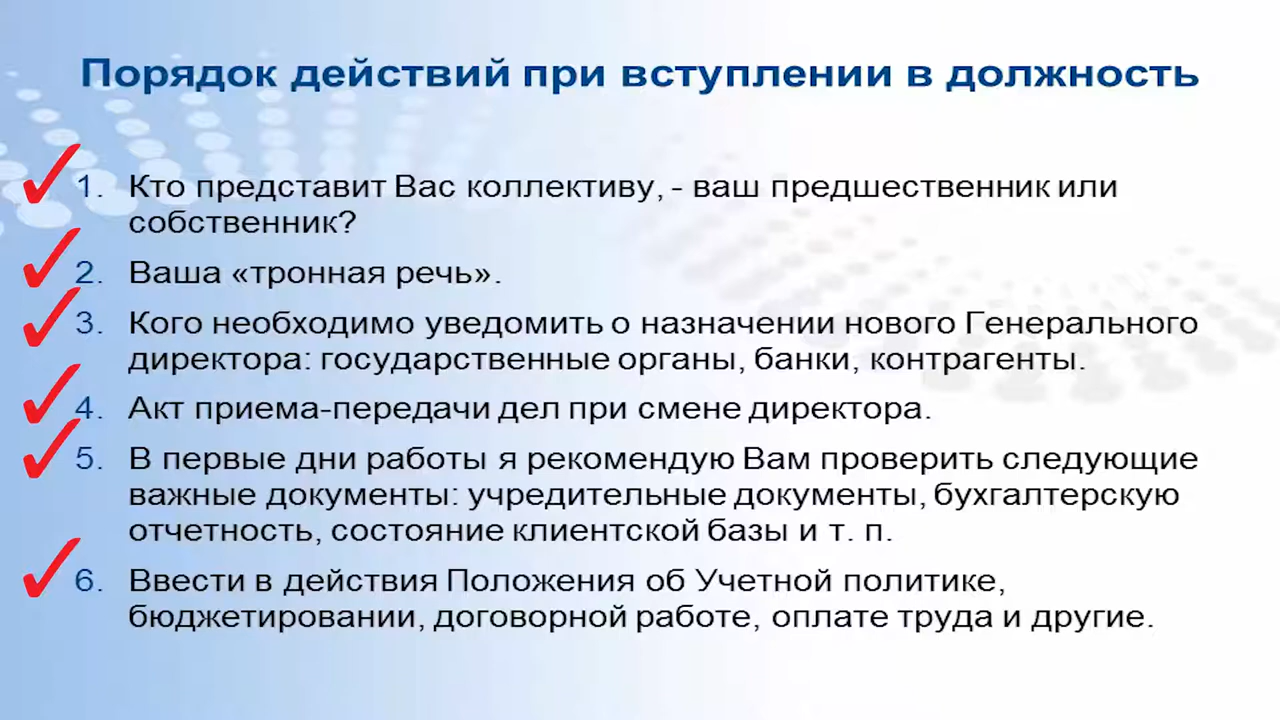 Порядок действий при вступлении в должность
1. Кто представит Вас коллективу, - ваш предшественник или
собственник?
2. Ваша «тронная речь».
3. Кого необходимо уведомить о назначении нового Генерального
директора: государственные органы, банки, контрагенты.
4. Акт приема-передачи дел при смене директора.
5. В первые дни работы я рекомендую Вам проверить следующие
важные документы: учредительные документы, бухгалтерскую
отчетность, состояние клиентской базы и т. п.
6. Ввести в действия Положения об Учетной политике,
бюджетировании, договорной работе, оплате труда и другие.